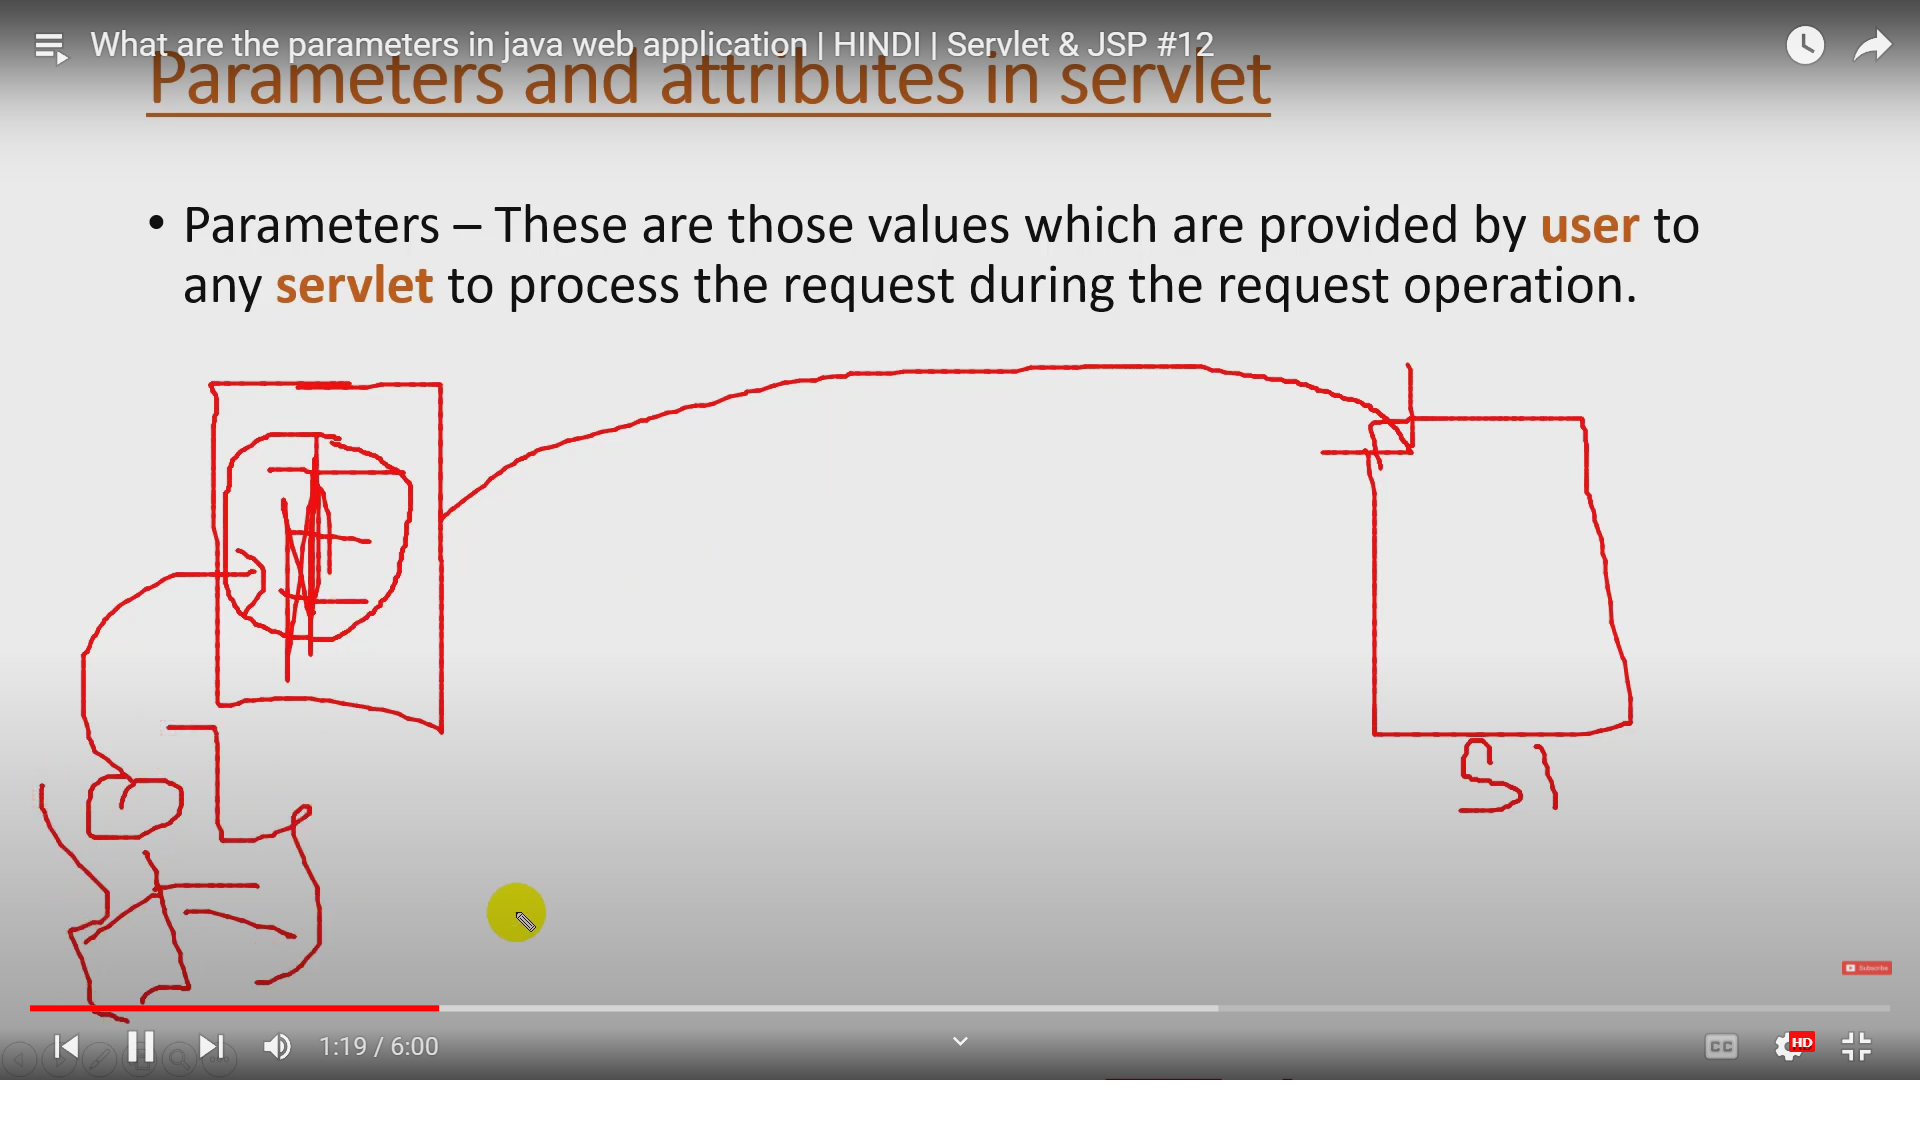 What are the parameters in java web application | HINDI | Servlet & JSP #12
Parameters and attributes in servlet
• Parameters – These are those values which are provided by user to
any servlet to process the request during the request operation.
S1
Subscribe
1:19 / 6:00
CC
HD